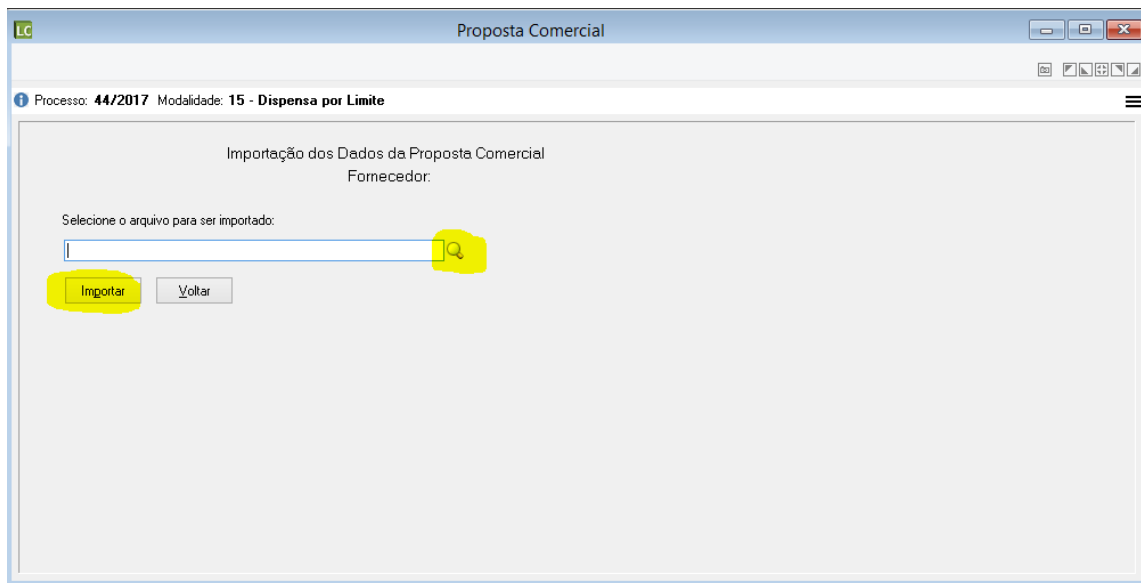 LC Proposta Comercial
Processo: 44/2017 Modalidade: 15 - Dispensa por Limite
Importação dos Dados da Proposta Comercial
Fornecedor:
Selecione o arquivo para ser importado:
Importar Voltar